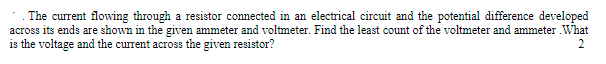 . The current flowing through a resistor connected in an electrical circuit and the potential difference developed
across its ends are shown in the given ammeter and voltmeter. Find the least count of the voltmeter and ammeter .What
is the voltage and the current across the given resistor? 2